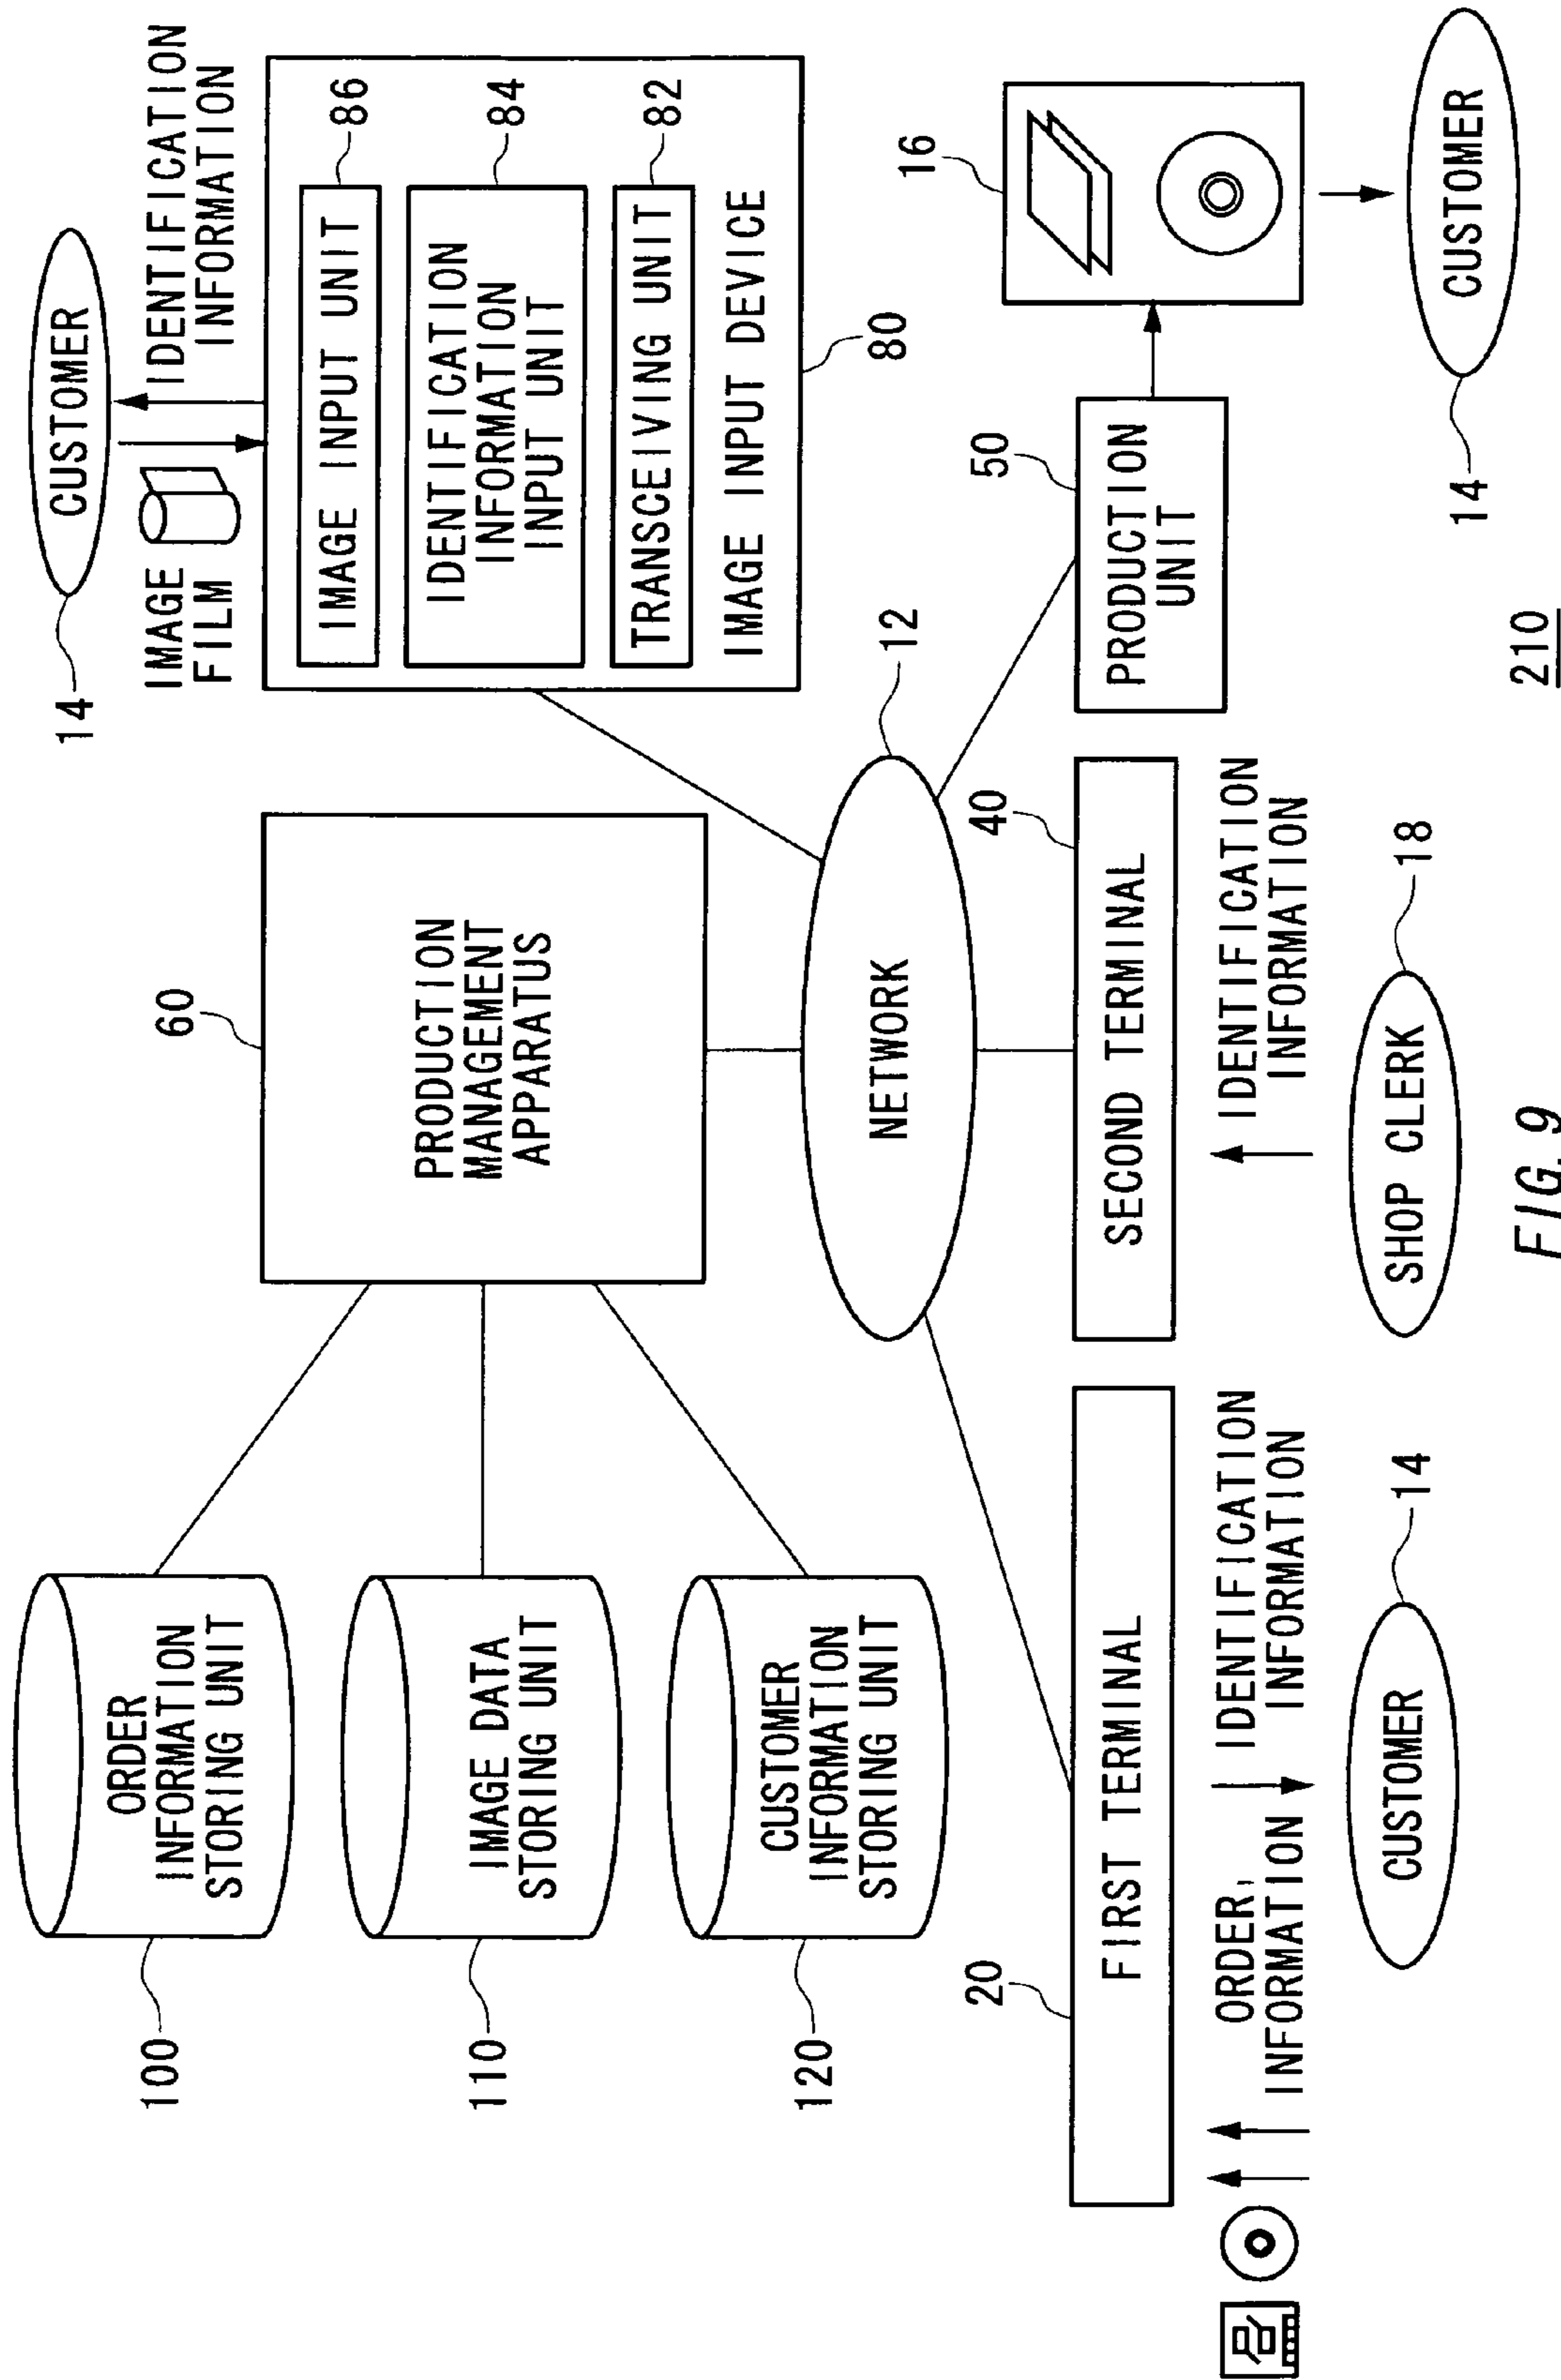 14
CUSTOMER
IMAGE
FILM
IDENTIFICATION
INFORMATION
IMAGE INPUT UNIT
86
IDENTIFICATION
INFORMATION
INPUT UNIT
84
TRANSCEIVING UNIT
82
IMAGE INPUT DEVICE
80
100
ORDER
INFORMATION
STORING UNIT
110
IMAGE DATA
STORING UNIT
120
CUSTOMER
INFORMATION
STORING UNIT
60
PRODUCTION
MANAGEMENT
APPARATUS
NETWORK
12
20
FIRST TERMINAL
ORDER,
INFORMATION
IDENTIFICATION
INFORMATION
CUSTOMER
14
40
SECOND TERMINAL
IDENTIFICATION
INFORMATION
SHOP CLERK
18
50
PRODUCTION
UNIT
16
14
CUSTOMER
210
FIG. 9